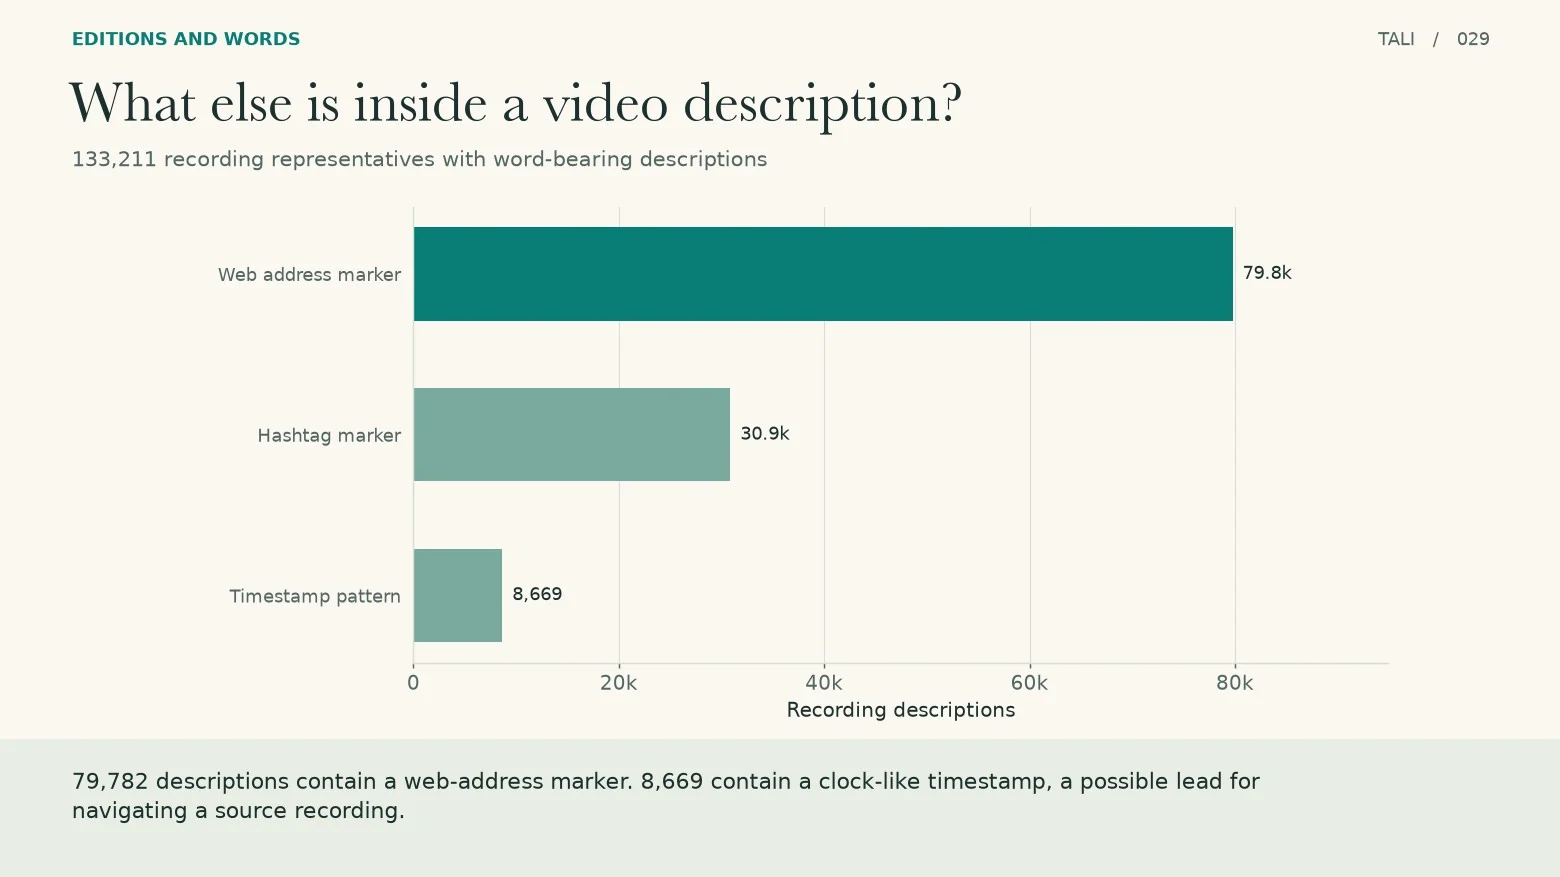 EDITIONS AND WORDS
TALI / 029
What else is inside a video description?
133,211 recording representatives with word-bearing descriptions
Web address marker
79.8k
Hashtag marker
30.9k
Timestamp pattern
8,669
0 20k 40k 60k 80k
Recording descriptions
79,782 descriptions contain a web-address marker. 8,669 contain a clock-like timestamp, a possible lead for
navigating a source recording.